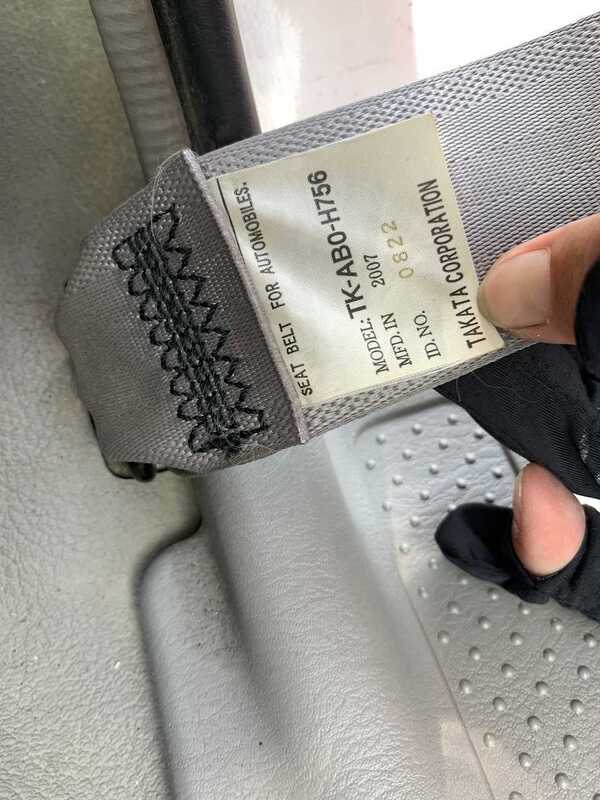 SEAT BELT FOR AUTOMOBILES.
MODEL: TK-AB0-H756
MFD. IN 2007
ID. NO. 0822
TAKATA CORPORATION